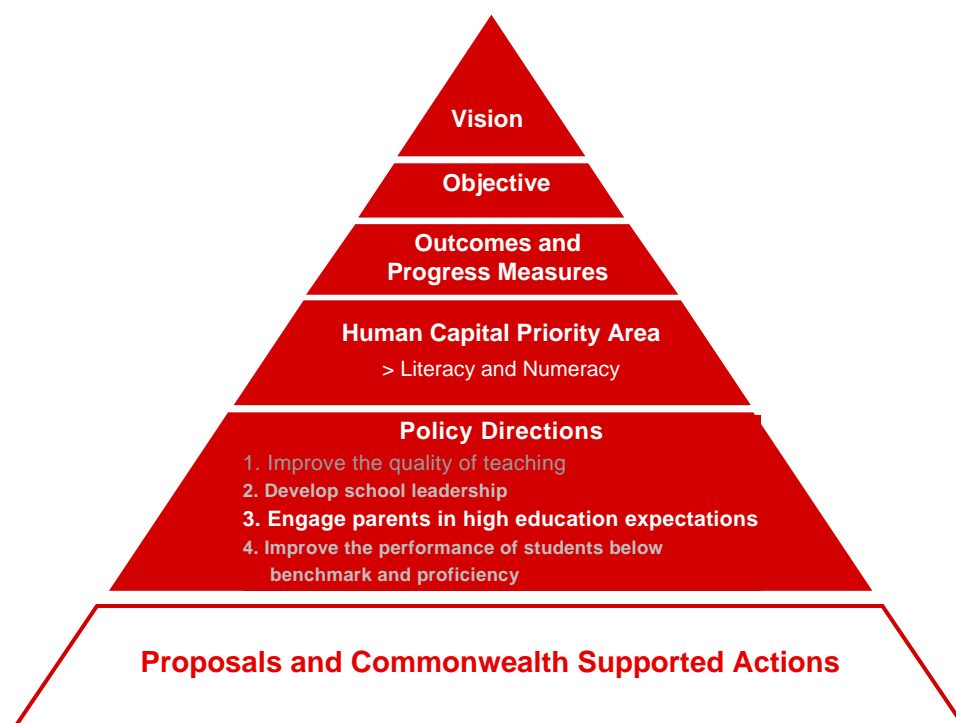 Vision
Objective
Outcomes and
Progress Measures
Human Capital Priority Area
> Literacy and Numeracy
Policy Directions
1. Improve the quality of teaching
2. Develop school leadership
3. Engage parents in high education expectations
4. Improve the performance of students below
benchmark and proficiency
Proposals and Commonwealth Supported Actions